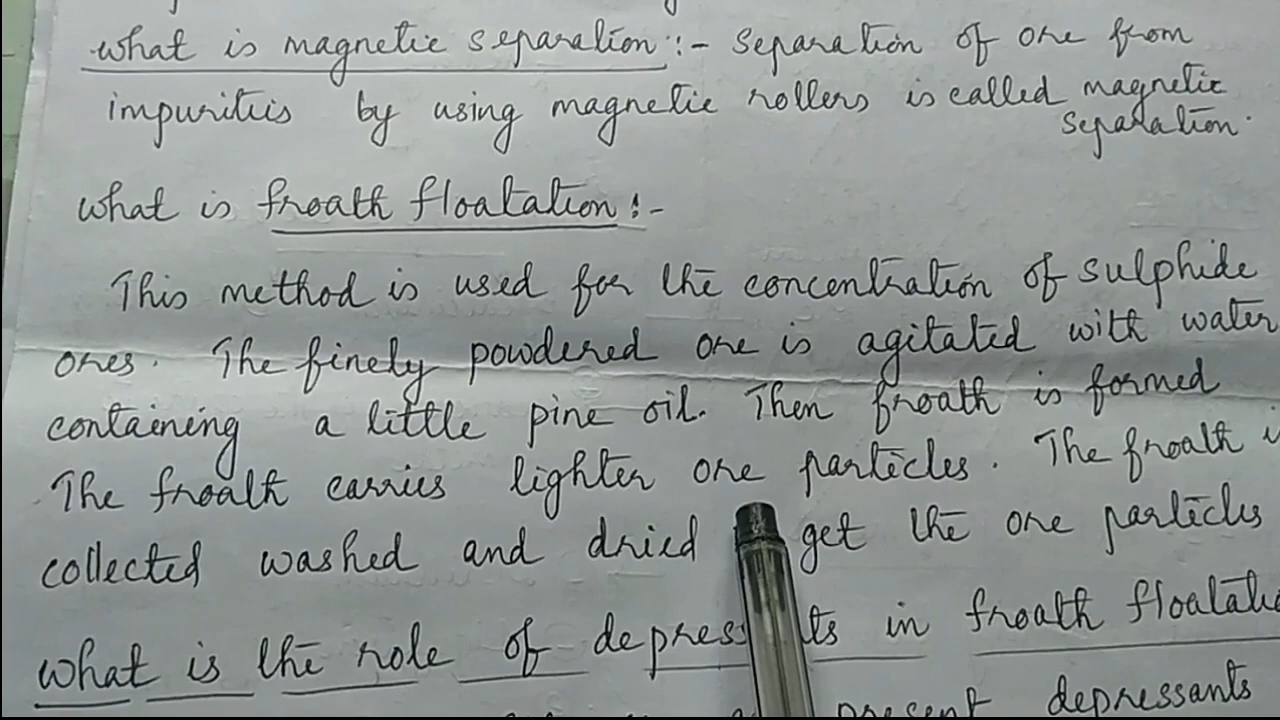 what is magnetic separation :- separation of ore from
impurities by using magnetic rollers is called magnetic
separation.
what is froath floatation :-
This method is used for the concentration of sulphide
ores. The finely powdered ore is agitated with water
containing a little pine oil. Then froath is formed
The froath carries lighter ore particles. The froath
collected washed and dried get the ore particles
what is the role of in froath
present depressants